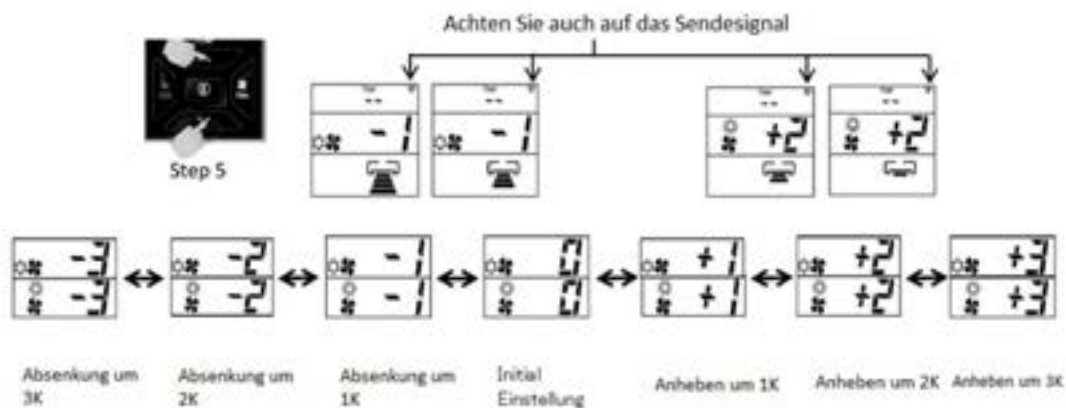 Achten Sie auch auf das Sendesignal
Step 5
-- -- -- --
-1 -1 +2 +2
-3 -2 -1 0 +1 +2 +3
-3 -2 -1 0 +1 +2 +3
Absenkung um 3K
Absenkung um 2K
Absenkung um 1K
Initial Einstellung
Anheben um 1K
Anheben um 2K
Anheben um 3K